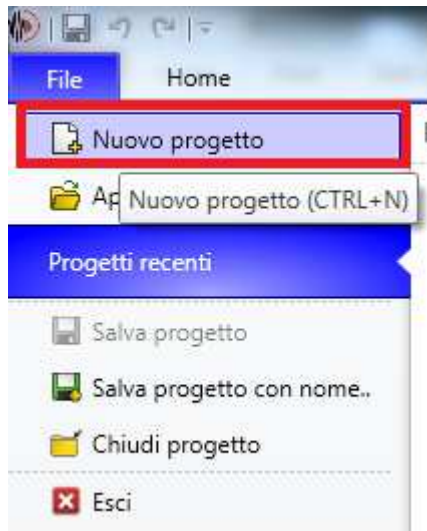 File Home
Nuovo progetto
Ap
Nuovo progetto (CTRL+N)
Progetti recenti
Salva progetto
Salva progetto con nome..
Chiudi progetto
Esci